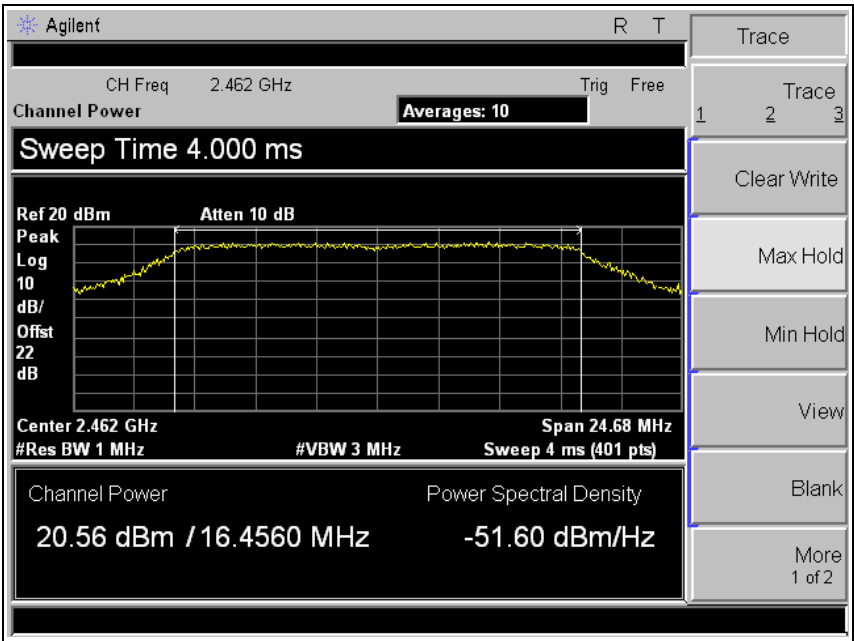 Agilent R T
CH Freq 2.462 GHz Trig Free
Channel Power Averages: 10
Sweep Time 4.000 ms
Ref 20 dBm Atten 10 dB
Peak
Log
10
dB/
Offst
22
dB
Center 2.462 GHz Span 24.68 MHz
#Res BW 1 MHz #VBW 3 MHz Sweep 4 ms (401 pts)
Channel Power Power Spectral Density
20.56 dBm / 16.4560 MHz -51.60 dBm/Hz
Trace
Trace
1 2 3
Clear Write
Max Hold
Min Hold
View
Blank
More
1 of 2